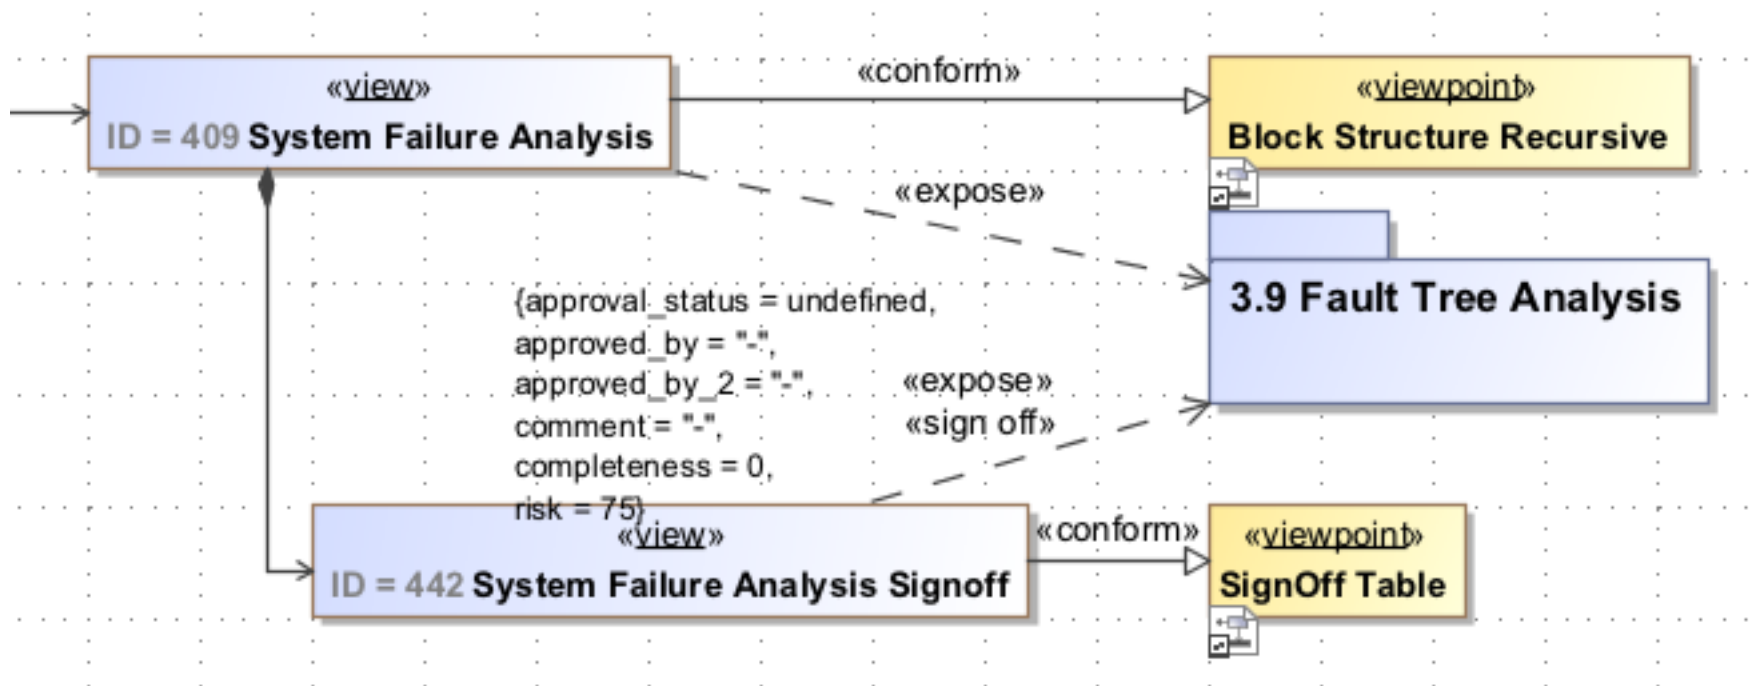 «view»
ID = 409 System Failure Analysis
«conform»
«viewpoint»
Block Structure Recursive
«expose»
3.9 Fault Tree Analysis
{approval_status = undefined,
approved_by = "-",
approved_by_2 = "-",
comment = "-",
completeness = 0,
risk = 75}
«expose»
«sign off»
«view»
ID = 442 System Failure Analysis Signoff
«conform»
«viewpoint»
SignOff Table